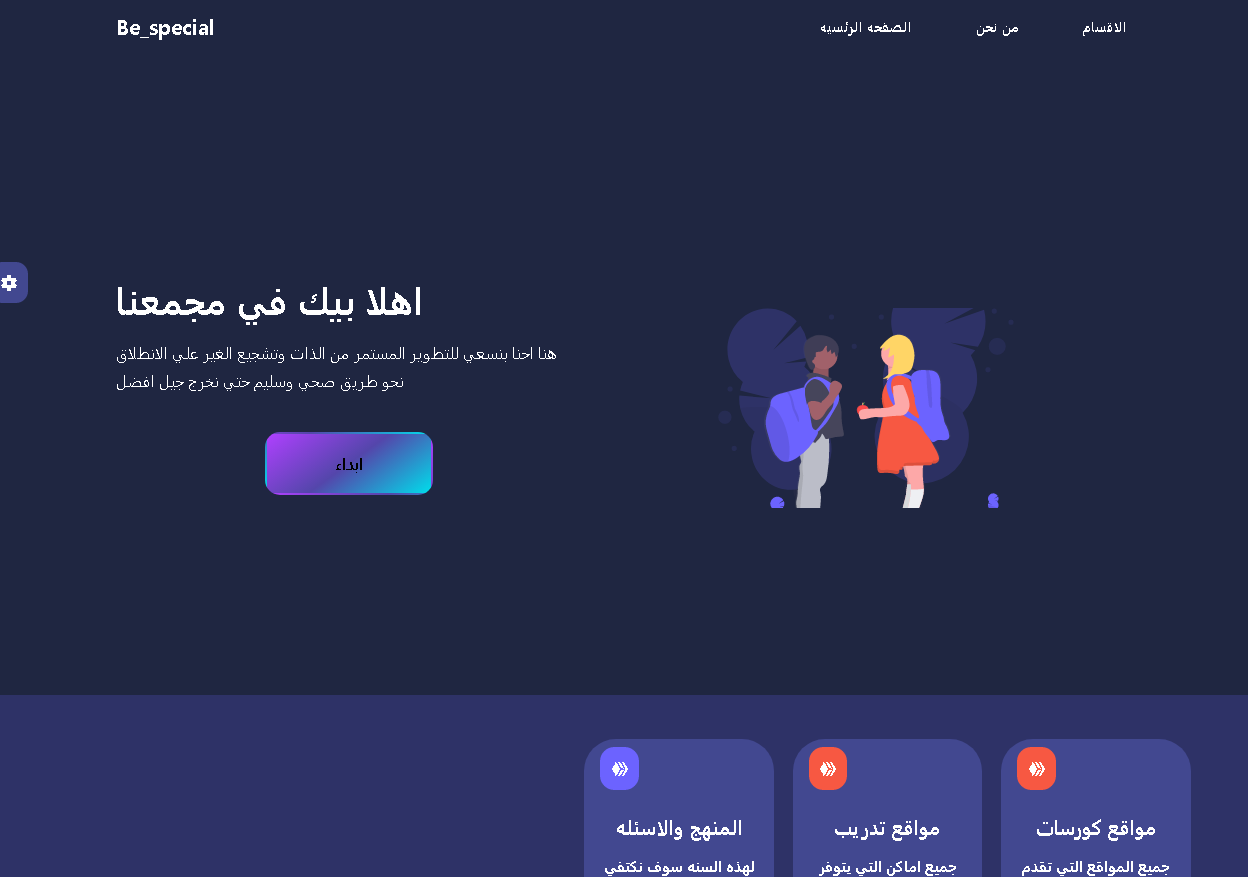 Be_special
الاقسام
من نحن
الصفحه الرئسيه
اهلا بيك في مجمعنا
هنا احنا بنسعي للتطوير المستمر من الذات وتشجيع الغير علي الانطلاق
نحو طريق صحي وسليم حتي نخرج جيل افضل
ابداء
مواقع كورسات
جميع المواقع التي تقدم
مواقع تدريب
جميع اماكن التي يتوفر
المنهج والاسئله
لهذه السنه سوف نكتفي